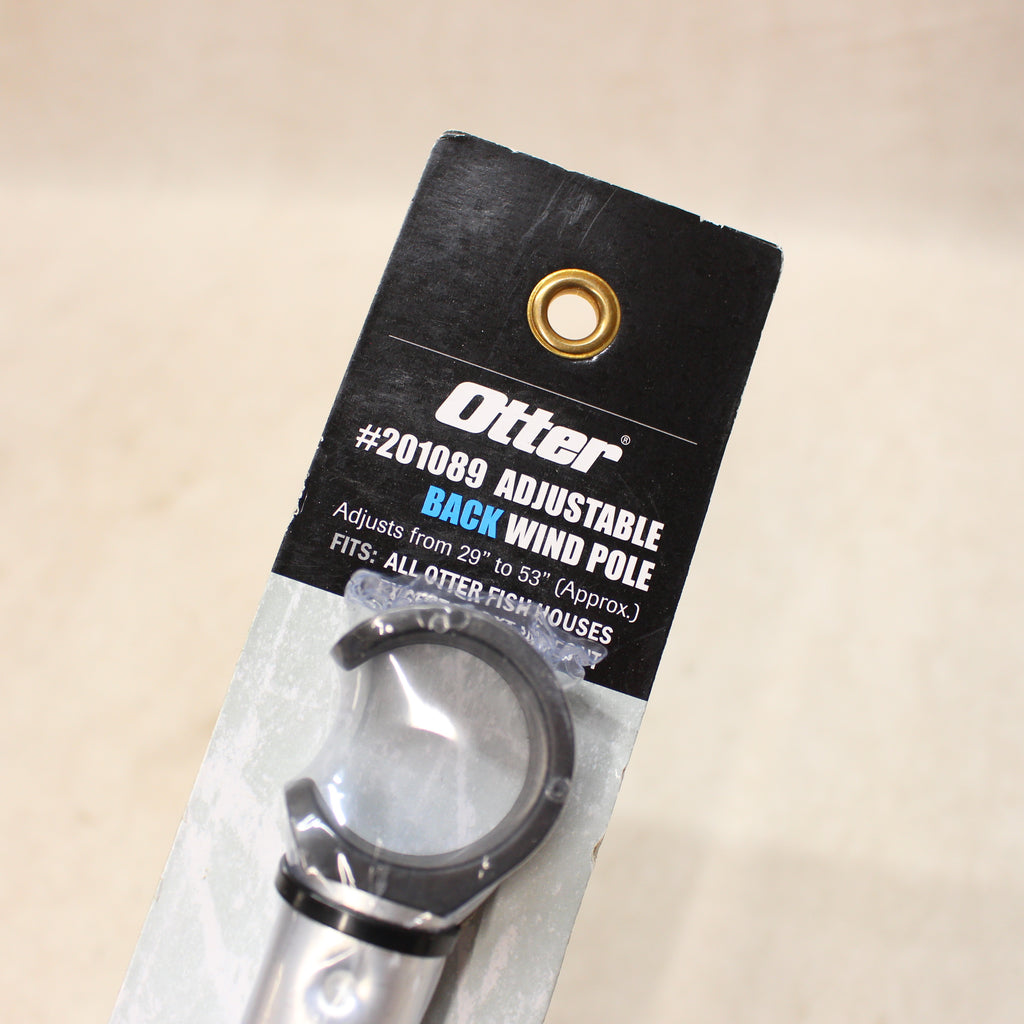 Otter®
#201089 ADJUSTABLE
BACK WIND POLE
Adjusts from 29” to 53” (Approx.)
FITS: ALL OTTER FISH HOUSES